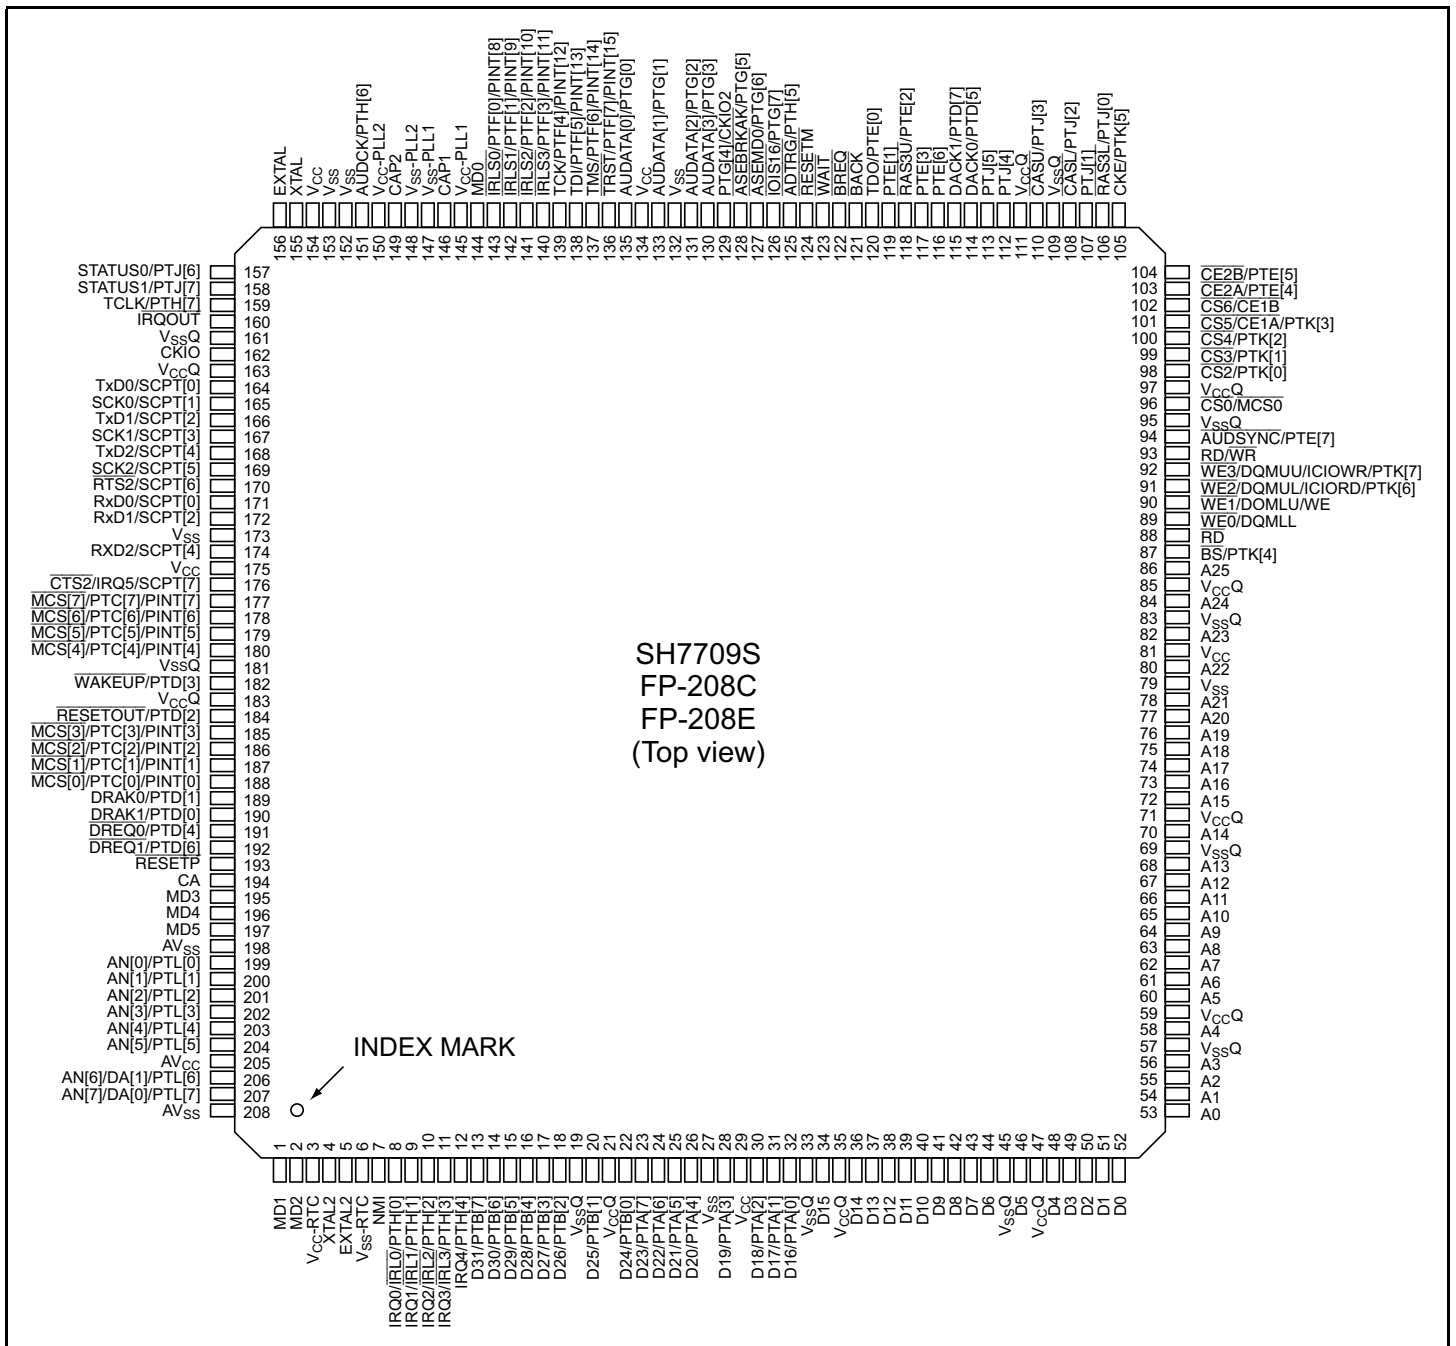 EXTAL
XTAL
VCC
VSS
VSS
AUDCK/PTH[6]
VCC-PLL2
CAP2
VSS-PLL2
VSS-PLL1
CAP1
VCC-PLL1
MD0
IRLS0/PTF[0]/PINT[8]
IRLS1/PTF[1]/PINT[9]
IRLS2/PTF[2]/PINT[10]
IRLS3/PTF[3]/PINT[11]
TCK/PTF[4]/PINT[12]
TDI/PTF[5]/PINT[13]
TMS/PTF[6]/PINT[14]
TRST/PTF[7]/PINT[15]
AUDATA[0]/PTG[0]
VCC
AUDATA[1]/PTG[1]
VSS
AUDATA[2]/PTG[2]
AUDATA[3]/PTG[3]
PTG[4]/CKIO2
ASEBRKAK/PTG[5]
ASEMD0/PTG[6]
IOIS16/PTG[7]
ADTRG/PTH[5]
RESETM
WAIT
BREQ
BACK
TDO/PTE[0]
PTE[1]
RAS3U/PTE[2]
PTE[3]
PTE[6]
DACK1/PTD[7]
DACK0/PTD[5]
PTJ[5]
PTJ[4]
VCCQ
CASU/PTJ[3]
VSSQ
CASL/PTJ[2]
PTJ[1]
RAS3L/PTJ[0]
CKE/PTK[5]
156 155 154 153 152 151 150 149 148 147 146 145 144 143 142 141 140 139 138 137 136 135 134 133 132 131 130 129 128 127 126 125 124 123 122 121 120 119 118 117 116 115 114 113 112 111 110 109 108 107 106 105
STATUS0/PTJ[6] 157
STATUS1/PTJ[7] 158
TCLK/PTH[7] 159
IRQOUT 160
VSSQ 161
CKIO 162
VCCQ 163
TxD0/SCPT[0] 164
SCK0/SCPT[1] 165
TxD1/SCPT[2] 166
SCK1/SCPT[3] 167
TxD2/SCPT[4] 168
SCK2/SCPT[5] 169
RTS2/SCPT[6] 170
RxD0/SCPT[0] 171
RxD1/SCPT[2] 172
VSS 173
RXD2/SCPT[4] 174
VCC 175
CTS2/IRQ5/SCPT[7] 176
MCS[7]/PTC[7]/PINT[7] 177
MCS[6]/PTC[6]/PINT[6] 178
MCS[5]/PTC[5]/PINT[5] 179
MCS[4]/PTC[4]/PINT[4] 180
VssQ 181
WAKEUP/PTD[3] 182
VCCQ 183
RESETOUT/PTD[2] 184
MCS[3]/PTC[3]/PINT[3] 185
MCS[2]/PTC[2]/PINT[2] 186
MCS[1]/PTC[1]/PINT[1] 187
MCS[0]/PTC[0]/PINT[0] 188
DRAK0/PTD[1] 189
DRAK1/PTD[0] 190
DREQ0/PTD[4] 191
DREQ1/PTD[6] 192
RESETP 193
CA 194
MD3 195
MD4 196
MD5 197
AVSS 198
AN[0]/PTL[0] 199
AN[1]/PTL[1] 200
AN[2]/PTL[2] 201
AN[3]/PTL[3] 202
AN[4]/PTL[4] 203
AN[5]/PTL[5] 204
AVCC 205
AN[6]/DA[1]/PTL[6] 206
AN[7]/DA[0]/PTL[7] 207
AVSS 208
SH7709S
FP-208C
FP-208E
(Top view)
INDEX MARK
104 CE2B/PTE[5]
103 CE2A/PTE[4]
102 CS6/CE1B
101 CS5/CE1A/PTK[3]
100 CS4/PTK[2]
99 CS3/PTK[1]
98 CS2/PTK[0]
97 VCCQ
96 CS0/MCS0
95 VSSQ
94 AUDSYNC/PTE[7]
93 RD/WR
92 WE3/DQMUU/ICIOWR/PTK[7]
91 WE2/DQMUL/ICIORD/PTK[6]
90 WE1/DOMLU/WE
89 WE0/DQMLL
88 RD
87 BS/PTK[4]
86 A25
85 VCCQ
84 A24
83 VSSQ
82 A23
81 VCC
80 A22
79 VSS
78 A21
77 A20
76 A19
75 A18
74 A17
73 A16
72 A15
71 VCCQ
70 A14
69 VSSQ
68 A13
67 A12
66 A11
65 A10
64 A9
63 A8
62 A7
61 A6
60 A5
59 VCCQ
58 A4
57 VSSQ
56 A3
55 A2
54 A1
53 A0
1 2 3 4 5 6 7 8 9 10 11 12 13 14 15 16 17 18 19 20 21 22 23 24 25 26 27 28 29 30 31 32 33 34 35 36 37 38 39 40 41 42 43 44 45 46 47 48 49 50 51 52
MD1
MD2
VCC-RTC
XTAL2
EXTAL2
VSS-RTC
NMI
IRQ0/IRL0/PTH[0]
IRQ1/IRL1/PTH[1]
IRQ2/IRL2/PTH[2]
IRQ3/IRL3/PTH[3]
IRQ4/PTH[4]
D31/PTB[7]
D30/PTB[6]
D29/PTB[5]
D28/PTB[4]
D27/PTB[3]
D26/PTB[2]
VSSQ
D25/PTB[1]
VCCQ
D24/PTB[0]
D23/PTA[7]
D22/PTA[6]
D21/PTA[5]
D20/PTA[4]
VSS
D19/PTA[3]
VCC
D18/PTA[2]
D17/PTA[1]
D16/PTA[0]
VSSQ
D15
VCCQ
D14
D13
D12
D11
D10
D9
D8
D7
D6
VSSQ
D5
VCCQ
D4
D3
D2
D1
D0